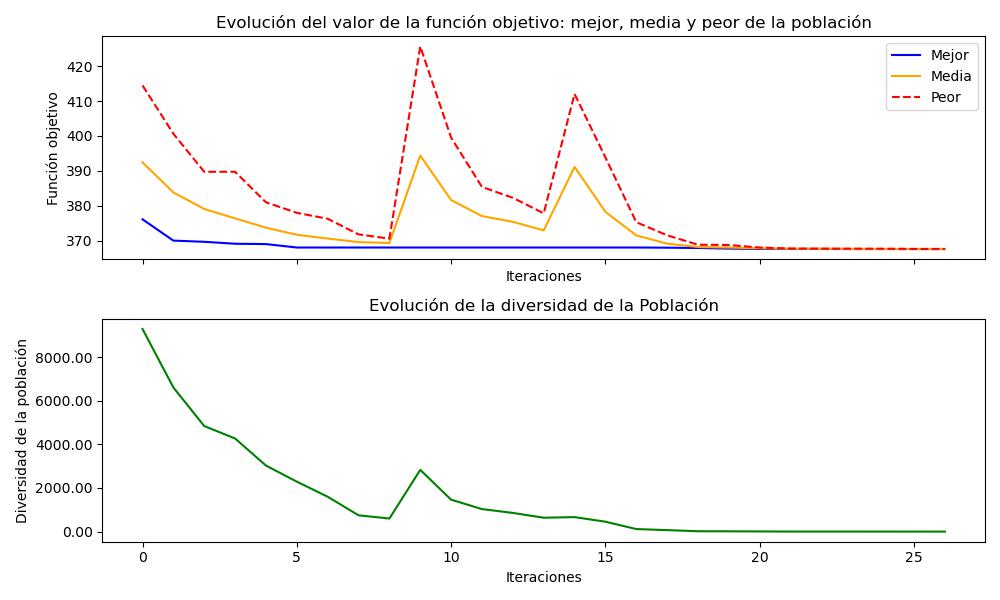 Evolución del valor de la función objetivo: mejor, media y peor de la población
Función objetivo
420
410
400
390
380
370
Mejor
Media
Peor
Iteraciones
Evolución de la diversidad de la Población
Diversidad de la población
8000.00
6000.00
4000.00
2000.00
0.00
0 5 10 15 20 25
Iteraciones